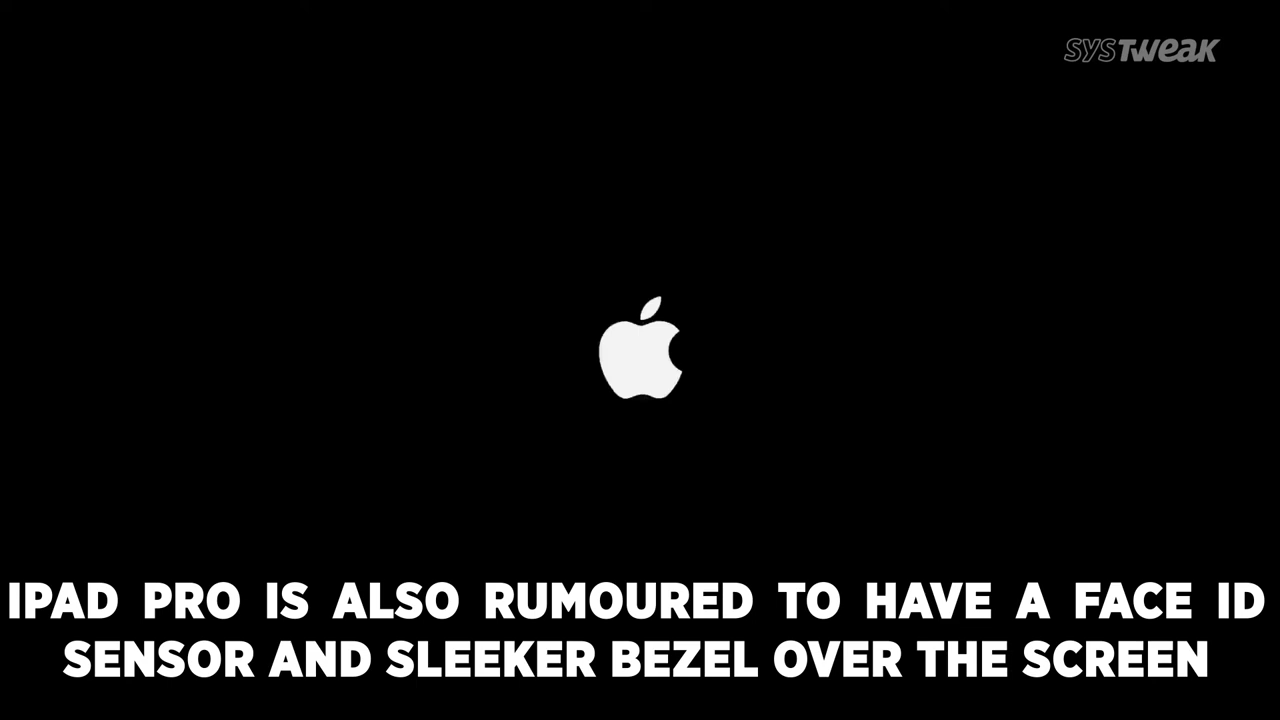 SYSTWEAK
IPAD PRO IS ALSO RUMOURED TO HAVE A FACE ID
SENSOR AND SLEEKER BEZEL OVER THE SCREEN